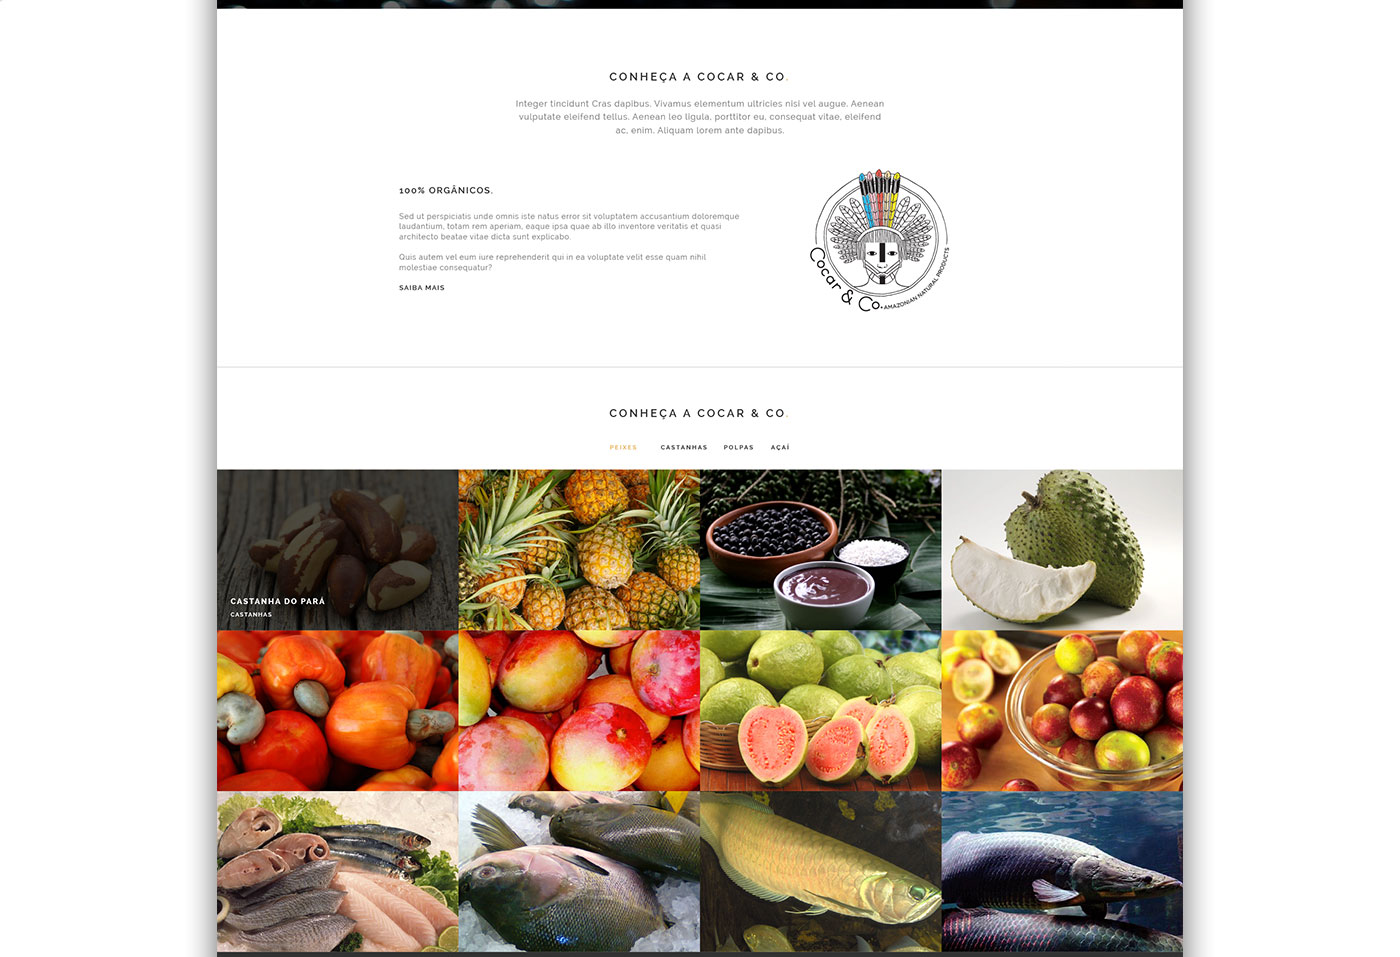 CONHEÇA A COCAR & CO.
Integer tincidunt Cras dapibus. Vivamus elementum ultricies nisi vel augue. Aenean
vulputate eleifend tellus. Aenean leo ligula, porttitor eu, consequat vitae, eleifend
ac, enim. Aliquam lorem ante dapibus.
100% ORGÂNICOS.
Sed ut perspiciatis unde omnis iste natus error sit voluptatem accusantium doloremque
laudantium, totam rem aperiam, eaque ipsa quae ab illo inventore veritatis et quasi
architecto beatae vitae dicta sunt explicabo.
Quis autem vel eum iure reprehenderit qui in ea voluptate velit esse quam nihil
molestiae consequatur?
SAIBA MAIS
Cocar & Co. • AMAZONIAN NATURAL PRODUCTS
CONHEÇA A COCAR & CO.
PEIXES CASTANHAS POLPAS AÇAÍ
CASTANHA DO PARÁ
CASTANHAS